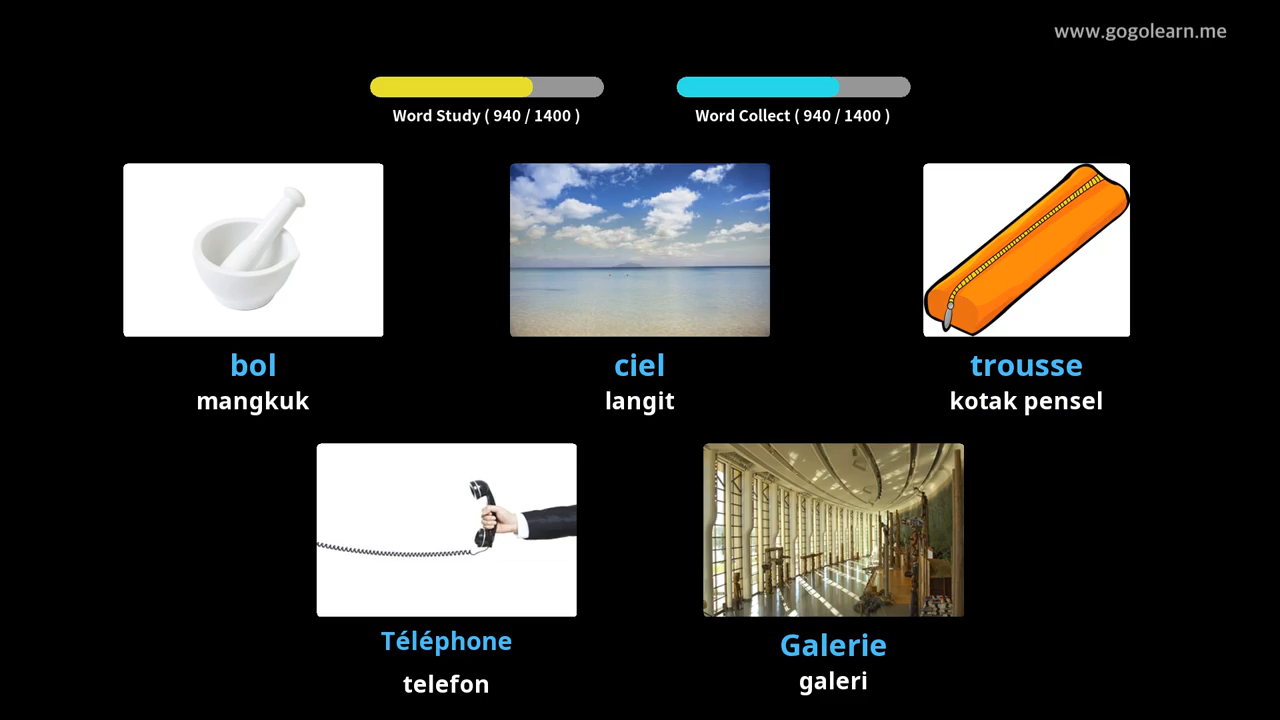 www.gogolearn.me
Word Study ( 940 / 1400 )
Word Collect ( 940 / 1400 )
bol
mangkuk
ciel
langit
trousse
kotak pensel
Téléphone
telefon
Galerie
galeri